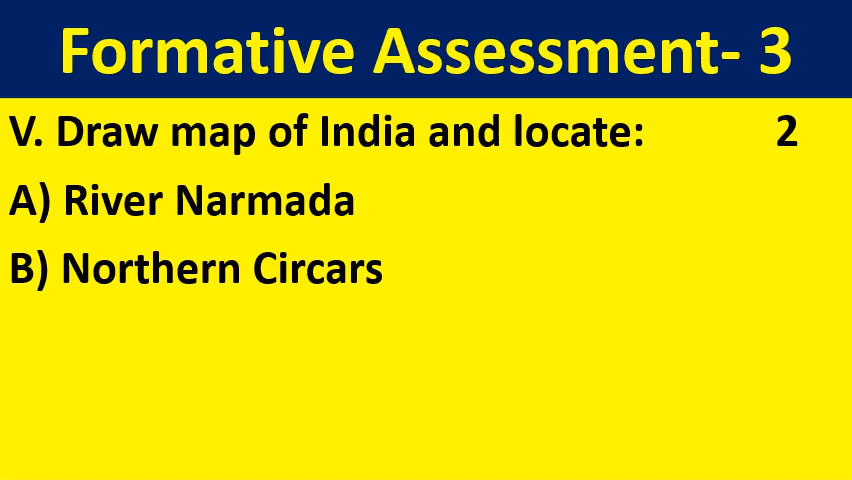 Formative Assessment- 3
V. Draw map of India and locate: 2
A) River Narmada
B) Northern Circars